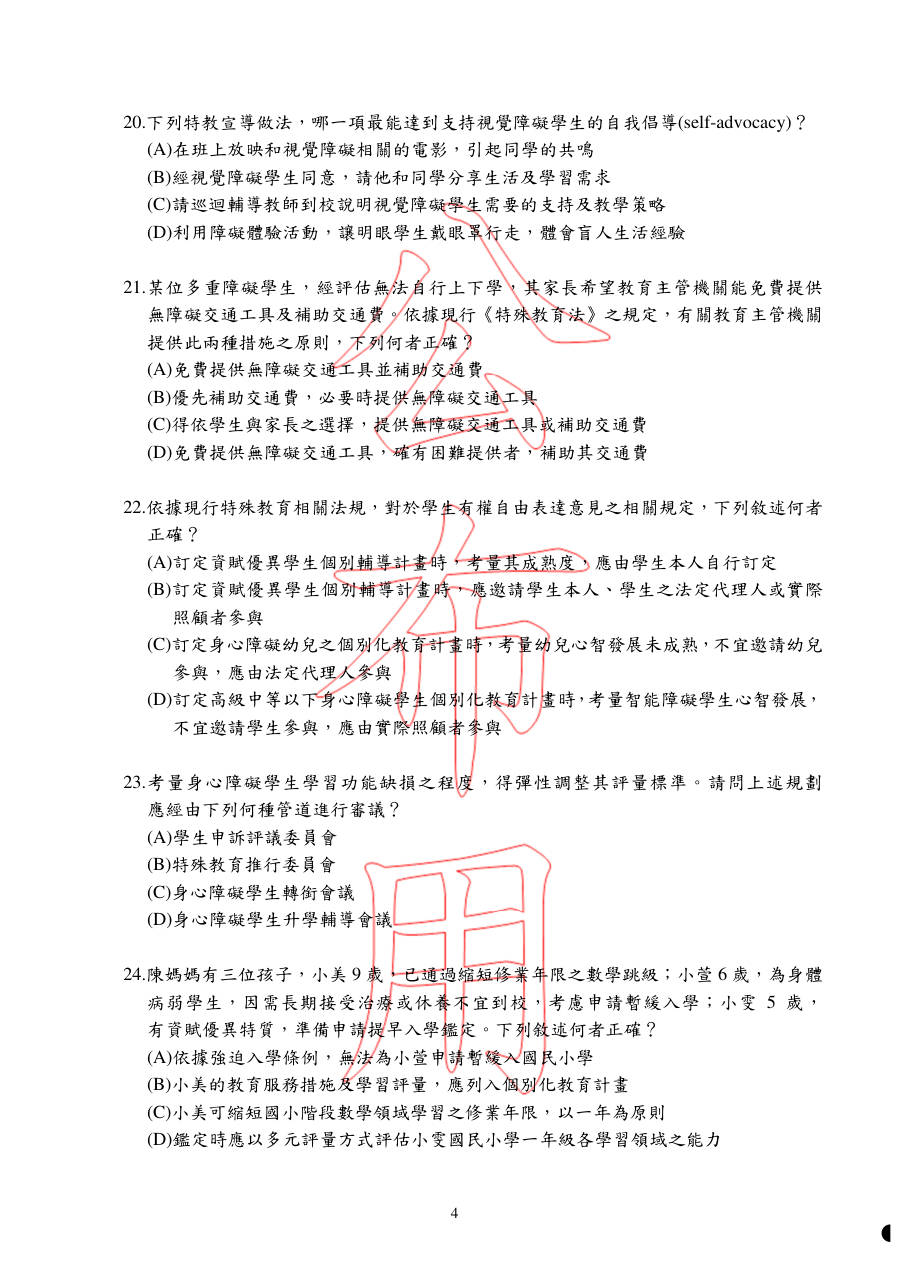 20.下列特教宣導做法，哪一項最能達到支持視覺障礙學生的自我倡導(self-advocacy)？
(A)在班上放映和視覺障礙相關的電影，引起同學的共鳴
(B)經視覺障礙學生同意，請他和同學分享生活及學習需求
(C)請巡迴輔導教師到校說明視覺障礙學生需要的支持及教學策略
(D)利用障礙體驗活動，讓明眼學生戴眼罩行走，體會盲人生活經驗
21.某位多重障礙學生，經評估無法自行上下學，其家長希望教育主管機關能免費提供
無障礙交通工具及補助交通費。依據現行《特殊教育法》之規定，有關教育主管機關
提供此兩種措施之原則，下列何者正確？
(A)免費提供無障礙交通工具並補助交通費
(B)優先補助交通費，必要時提供無障礙交通工具
(C)得依學生與家長之選擇，提供無障礙交通工具或補助交通費
(D)免費提供無障礙交通工具，確有困難提供者，補助其交通費
22.依據現行特殊教育相關法規，對於學生有權自由表達意見之相關規定，下列敘述何者
正確？
(A)訂定資賦優異學生個別輔導計畫時，考量其成熟度，應由學生本人自行訂定
(B)訂定資賦優異學生個別輔導計畫時，應邀請學生本人、學生之法定代理人或實際
照顧者參與
(C)訂定身心障礙幼兒之個別化教育計畫時，考量幼兒心智發展未成熟，不宜邀請幼兒
參與，應由法定代理人參與
(D)訂定高級中等以下身心障礙學生個別化教育計畫時，考量智能障礙學生心智發展，
不宜邀請學生參與，應由實際照顧者參與
23.考量身心障礙學生學習功能缺損之程度，得彈性調整其評量標準。請問上述規劃
應經由下列何種管道進行審議？
(A)學生申訴評議委員會
(B)特殊教育推行委員會
(C)身心障礙學生轉銜會議
(D)身心障礙學生升學輔導會議
24.陳媽媽有三位孩子，小美 9 歲，已通過縮短修業年限之數學跳級；小萱 6 歲，為身體
病弱學生，因需長期接受治療或休養不宜到校，考慮申請暫緩入學；小雯 5 歲，
有資賦優異特質，準備申請提早入學鑑定。下列敘述何者正確？
(A)依據強迫入學條例，無法為小萱申請暫緩入國民小學
(B)小美的教育服務措施及學習評量，應列入個別化教育計畫
(C)小美可縮短國小階段數學領域學習之修業年限，以一年為原則
(D)鑑定時應以多元評量方式評估小雯國民小學一年級各學習領域之能力
公布用
4